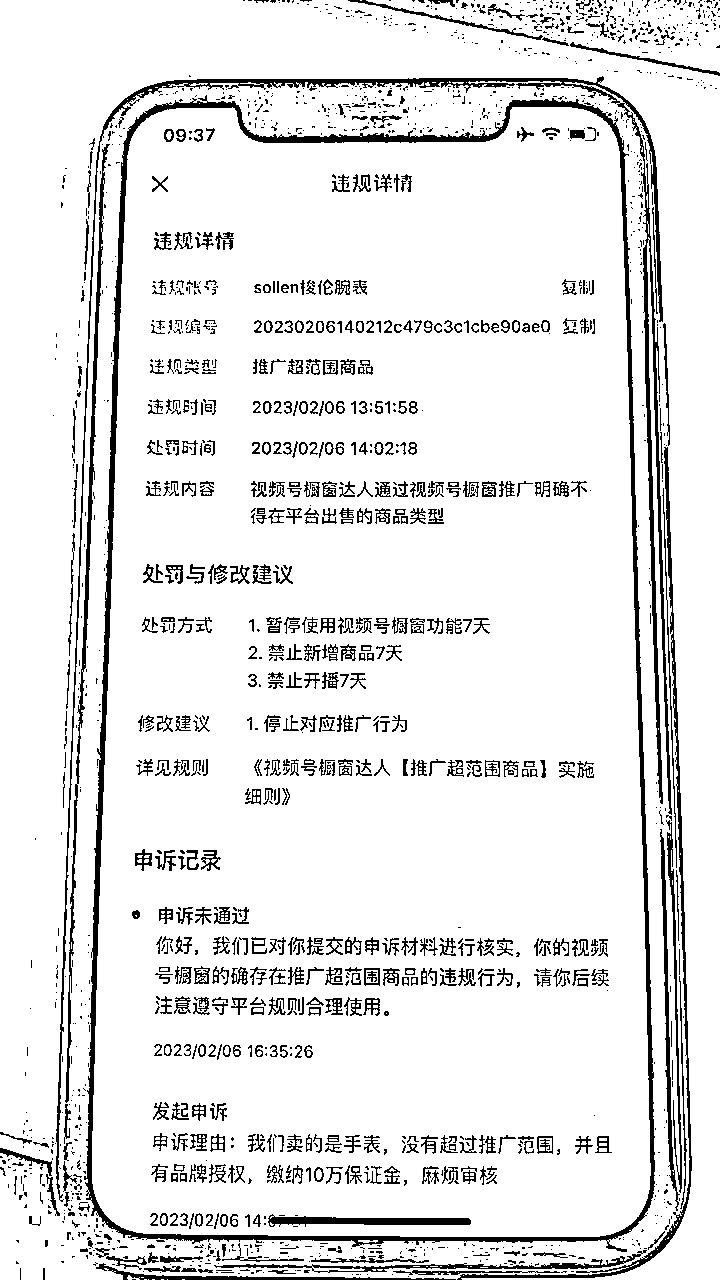 09:37
违规详情
违规详情
违规帐号 sollen梭伦腕表 复制
违规编号 20230206140212c479c3c1cbe90ae0 复制
违规类型 推广超范围商品
违规时间 2023/02/06 13:51:58
处罚时间 2023/02/06 14:02:18
违规内容 视频号橱窗达人通过视频号橱窗推广明确不
得在平台出售的商品类型
处罚与修改建议
处罚方式 1. 暂停使用视频号橱窗功能7天
2. 禁止新增商品7天
3. 禁止开播7天
修改建议 1. 停止对应推广行为
详见规则 《视频号橱窗达人【推广超范围商品】实施
细则》
申诉记录
申诉未通过
你好，我们已对你提交的申诉材料进行核实，你的视频
号橱窗的确存在推广超范围商品的违规行为，请你后续
注意遵守平台规则合理使用。
2023/02/06 16:35:26
发起申诉
申诉理由：我们卖的是手表，没有超过推广范围，并且
有品牌授权，缴纳10万保证金，麻烦审核
2023/02/06